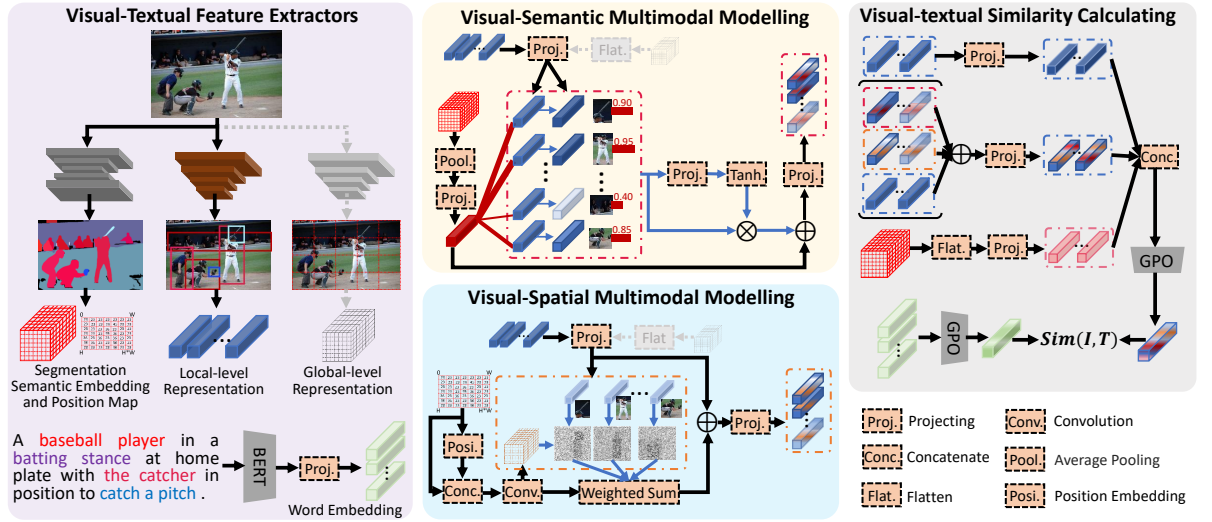 Visual-Textual Feature Extractors
Segmentation
Semantic Embedding
and Position Map
Local-level
Representation
Global-level
Representation
0
W
H
H*W
A baseball player in a
batting stance at home
plate with the catcher in
position to catch a pitch .
BERT
Proj.
Word Embedding
Visual-Semantic Multimodal Modelling
Proj.
Flat.
Pool.
Proj.
0.90
0.95
0.40
0.85
Proj.
Tanh
Proj.
Visual-Spatial Multimodal Modelling
Proj.
Flat
0
W
H
H*W
Posi.
Conc.
Conv.
Weighted Sum
Proj.
Visual-textual Similarity Calculating
Proj.
Proj.
Conc.
Flat.
Proj.
GPO
GPO
Sim(I,T)
Proj. Projecting
Conv. Convolution
Conc. Concatenate
Pool. Average Pooling
Flat. Flatten
Posi. Position Embedding